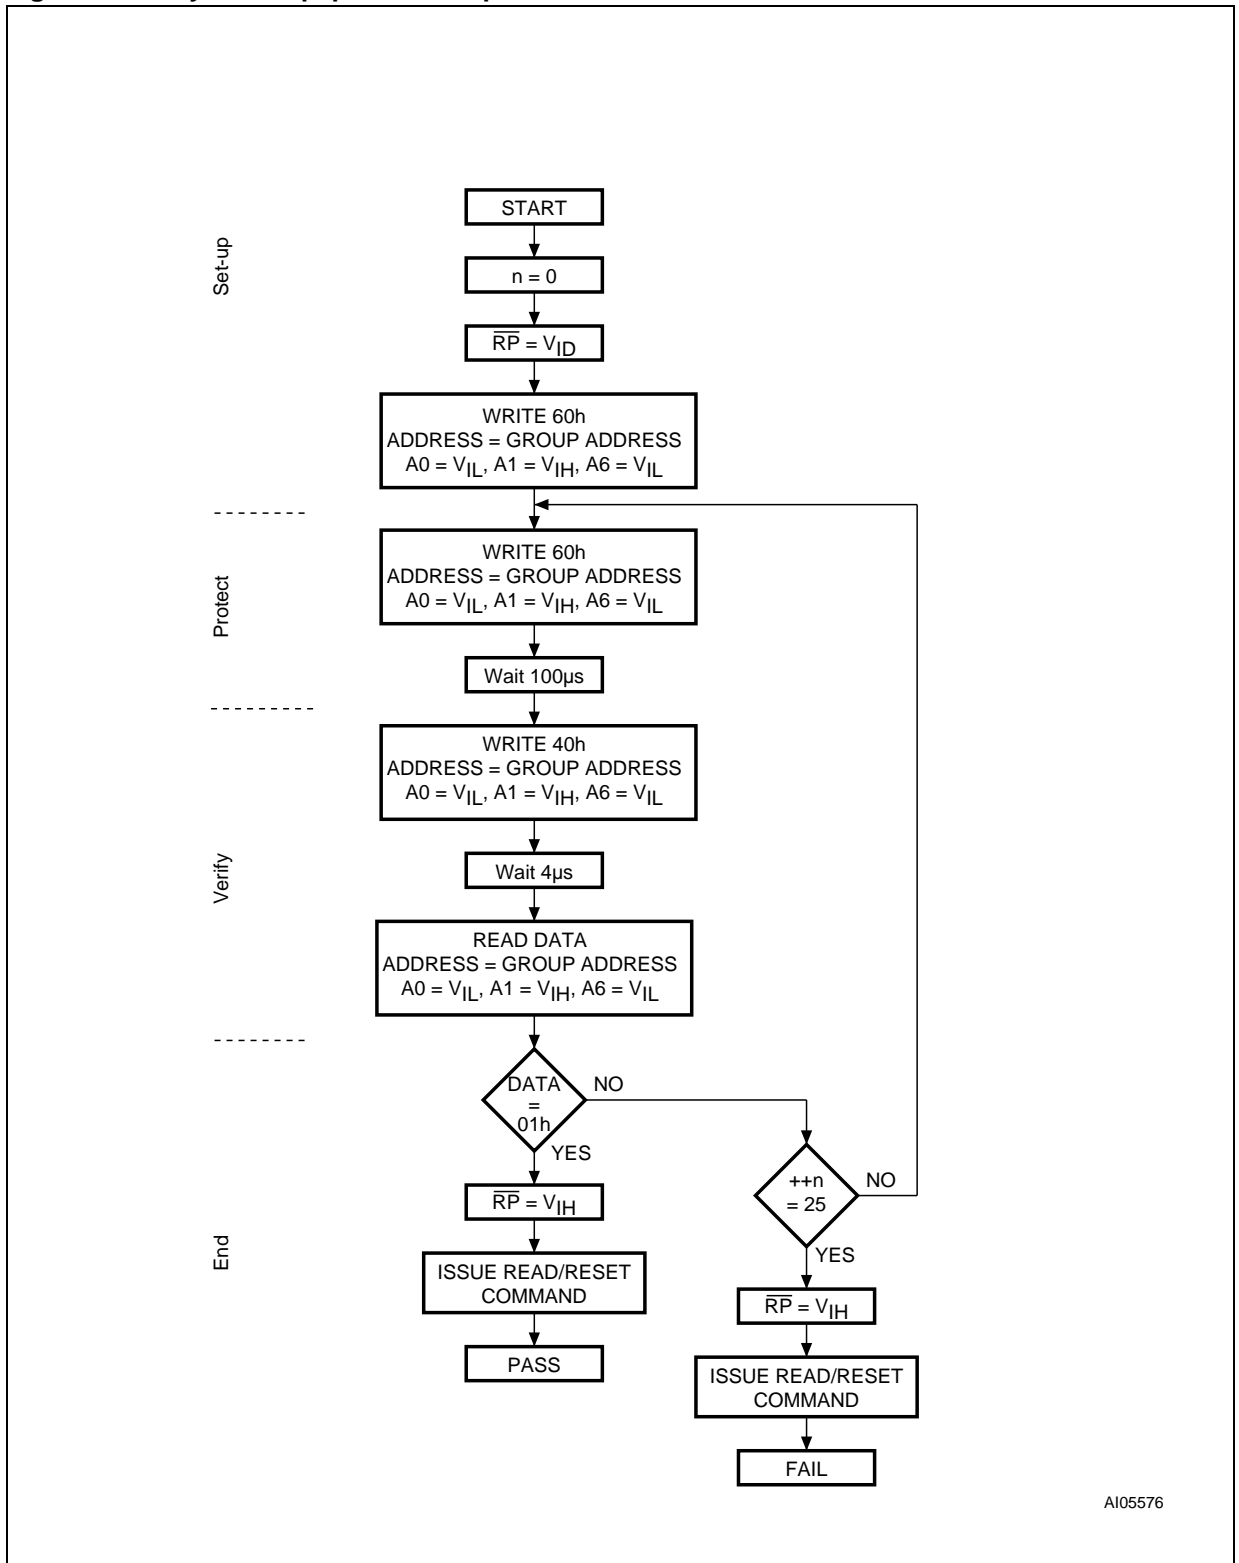 START
Set-up
n = 0
R̅P̅ = VID
WRITE 60h
ADDRESS = GROUP ADDRESS
A0 = VIL, A1 = VIH, A6 = VIL
Protect
WRITE 60h
ADDRESS = GROUP ADDRESS
A0 = VIL, A1 = VIH, A6 = VIL
Wait 100µs
Verify
WRITE 40h
ADDRESS = GROUP ADDRESS
A0 = VIL, A1 = VIH, A6 = VIL
Wait 4µs
READ DATA
ADDRESS = GROUP ADDRESS
A0 = VIL, A1 = VIH, A6 = VIL
End
DATA
=
01h
NO
YES
R̅P̅ = VIH
ISSUE READ/RESET
COMMAND
PASS
++n
= 25
NO
YES
R̅P̅ = VIH
ISSUE READ/RESET
COMMAND
FAIL
AI05576